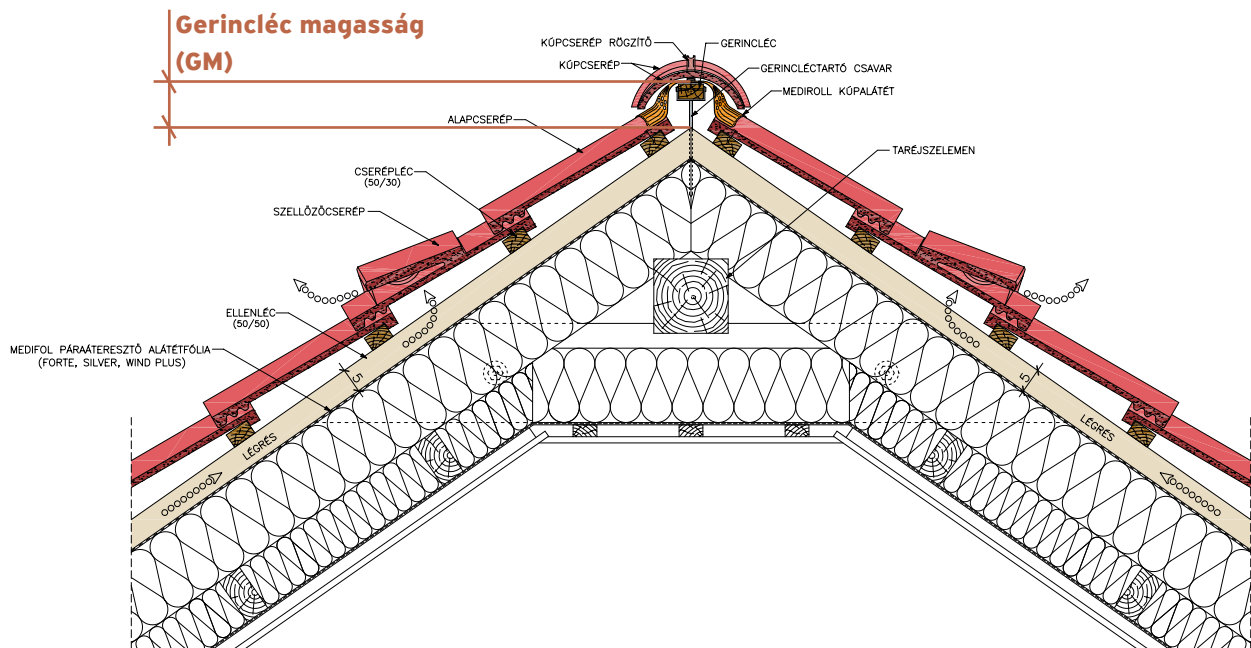 Gerincléc magasság
(GM)
KÚPCSERÉP RÖGZÍTŐ
KÚPCSERÉP
GERINCLÉC
GERINCLÉCTARTÓ CSAVAR
MEDIROLL KÚPALÁTÉT
ALAPCSERÉP
TARÉJSZELEMEN
CSERÉPLÉC
(50/30)
SZELLŐZŐCSERÉP
ELLENLÉC
(50/50)
MEDIFOL PÁRAÁTERESZTŐ ALÁTÉTFÓLIA
(FORTE, SILVER, WIND PLUS)
5
5
LÉGRÉS
LÉGRÉS